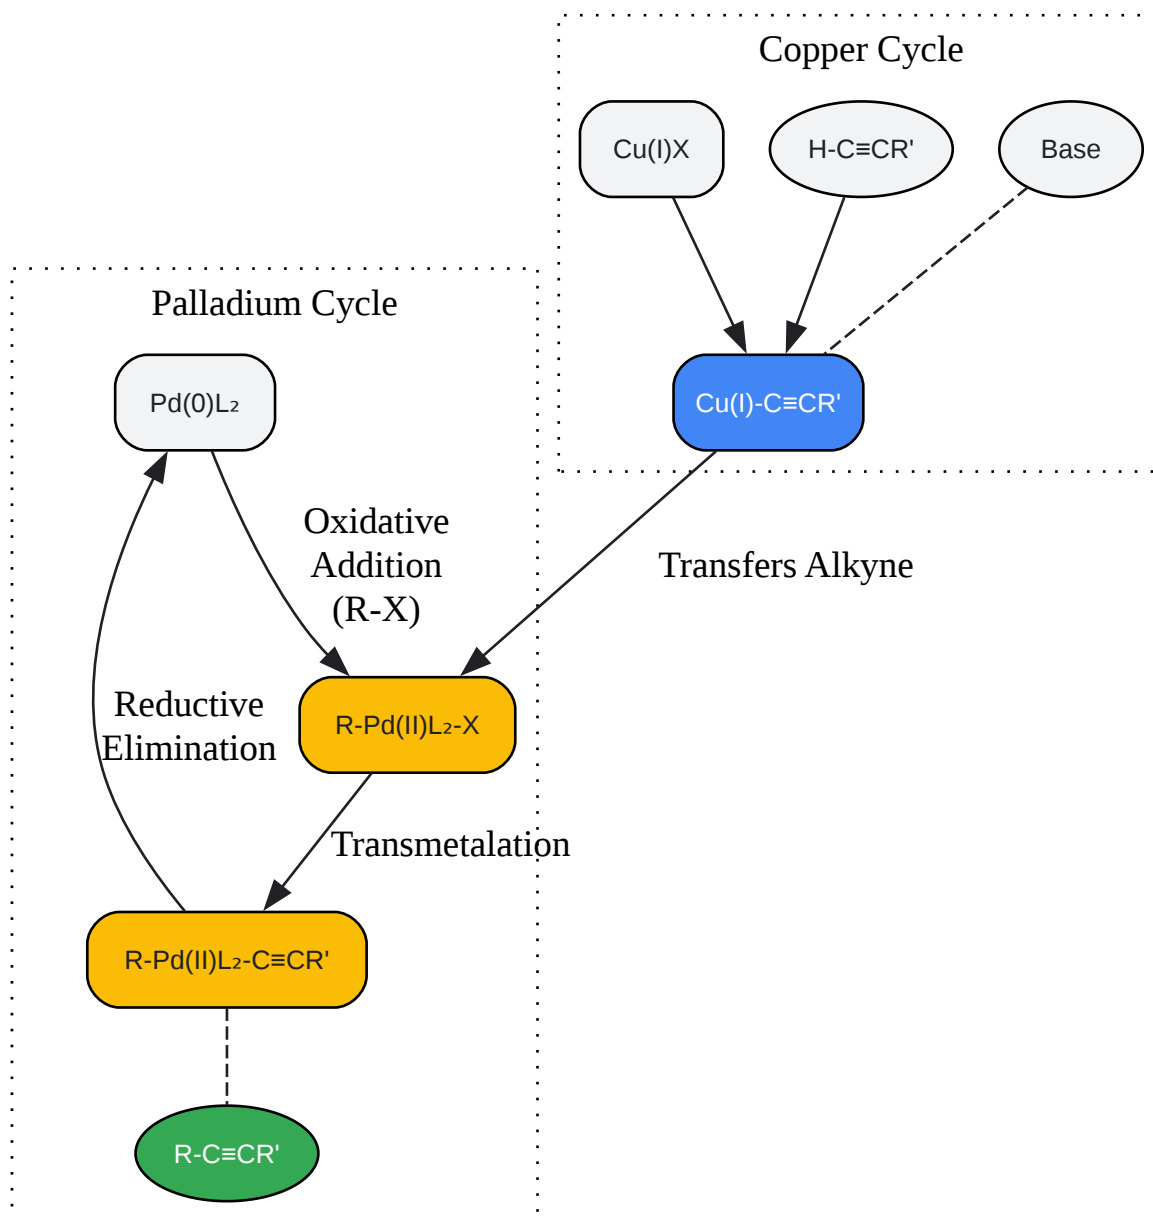 Copper Cycle
Cu(I)X
H-C≡CR'
Base
Palladium Cycle
Pd(0)L₂
Cu(I)-C≡CR'
Oxidative
Addition
(R-X)
Transfers Alkyne
Reductive
Elimination
R-Pd(II)L₂-X
Transmetalation
R-Pd(II)L₂-C≡CR'
R-C≡CR'